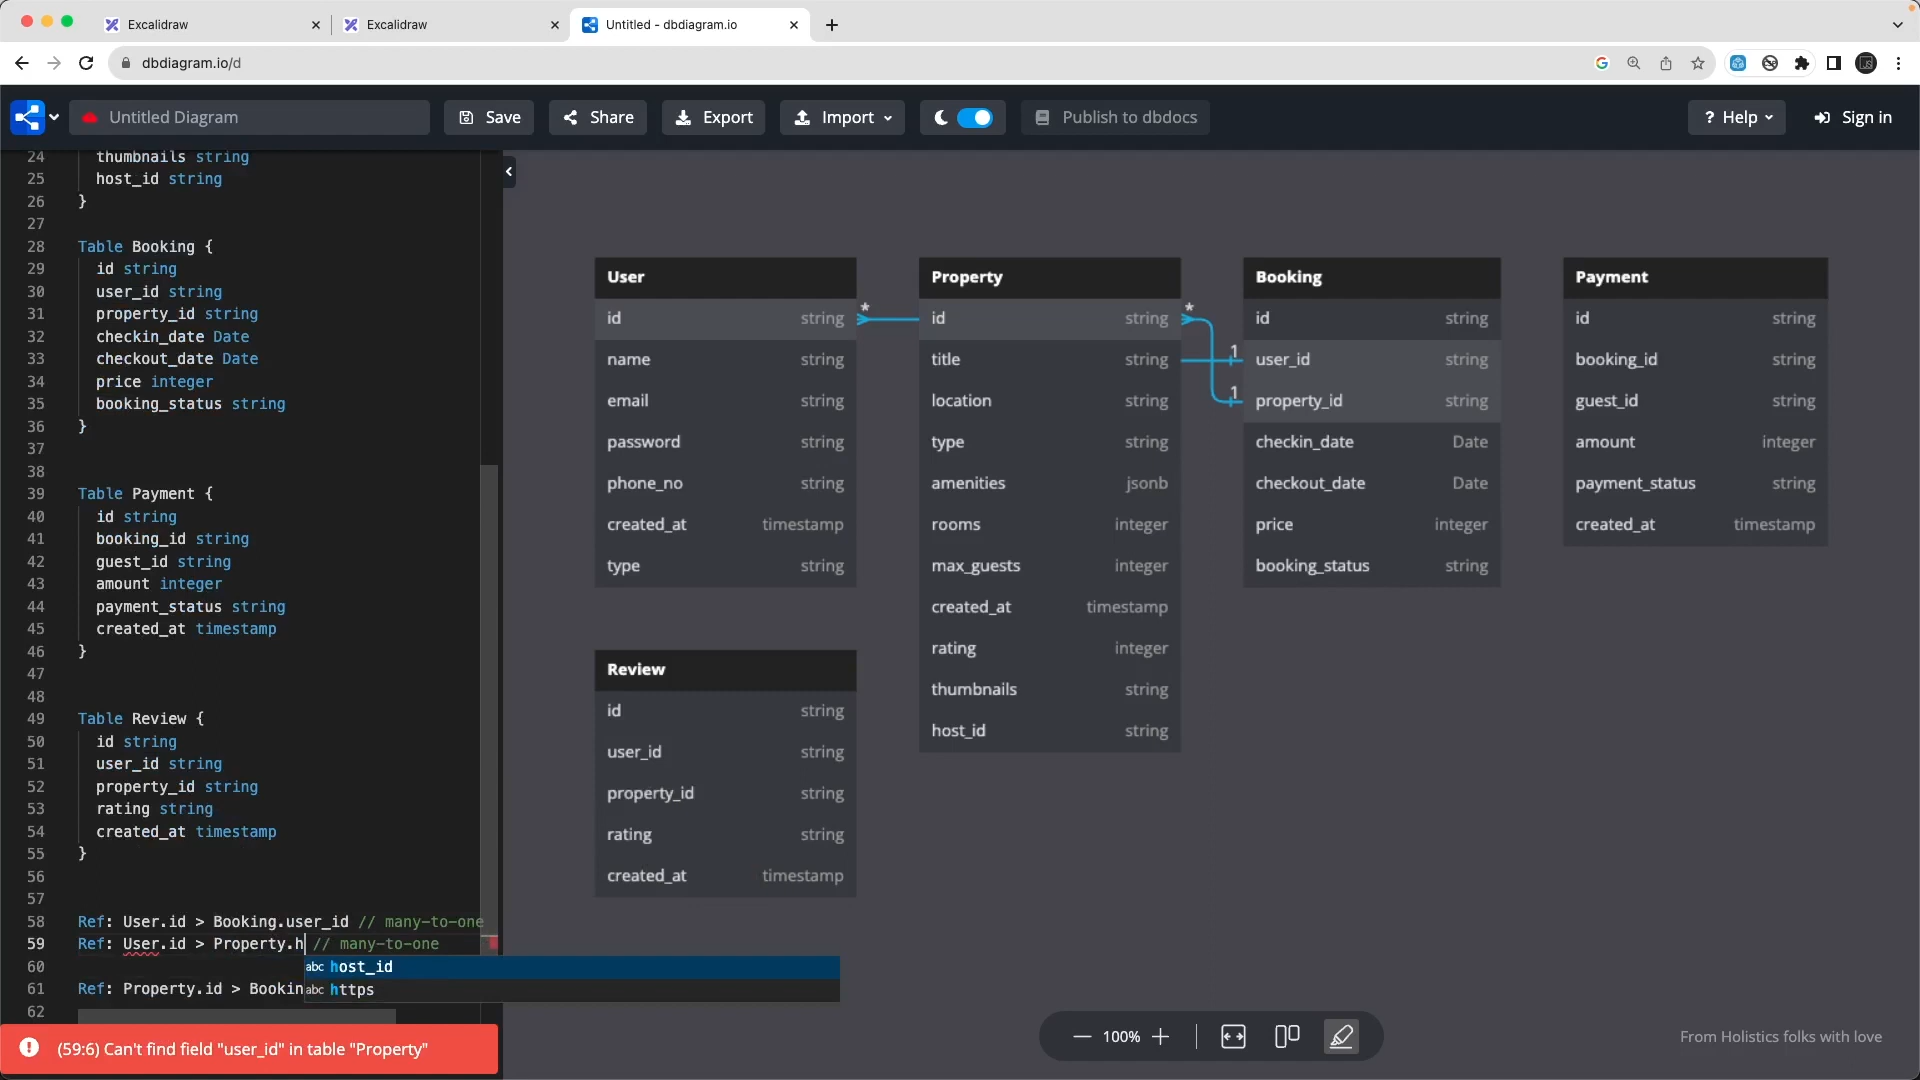 Excalidraw
Excalidraw
Untitled - dbdiagram.io
dbdiagram.io/d
Untitled Diagram
Save
Share
Export
Import
Publish to dbdocs
? Help
Sign in
24 thumbnails string
25 host_id string
26 }
27
28 Table Booking {
29 id string
30 user_id string
31 property_id string
32 checkin_date Date
33 checkout_date Date
34 price integer
35 booking_status string
36 }
37
38
39 Table Payment {
40 id string
41 booking_id string
42 guest_id string
43 amount integer
44 payment_status string
45 created_at timestamp
46 }
47
48
49 Table Review {
50 id string
51 user_id string
52 property_id string
53 rating string
54 created_at timestamp
55 }
56
57
58 Ref: User.id > Booking.user_id // many-to-one
59 Ref: User.id > Property.h // many-to-one
abc host_id
60
abc https
61 Ref: Property.id > Bookin
62
(59:6) Can't find field "user_id" in table "Property"
User
id string
name string
email string
password string
phone_no string
created_at timestamp
type string
*
Property
id string
title string
location string
type string
amenities jsonb
rooms integer
max_guests integer
created_at timestamp
rating integer
thumbnails string
host_id string
*
1
1
Booking
id string
user_id string
property_id string
checkin_date Date
checkout_date Date
price integer
booking_status string
Payment
id string
booking_id string
guest_id string
amount integer
payment_status string
created_at timestamp
Review
id string
user_id string
property_id string
rating string
created_at timestamp
100%
From Holistics folks with love